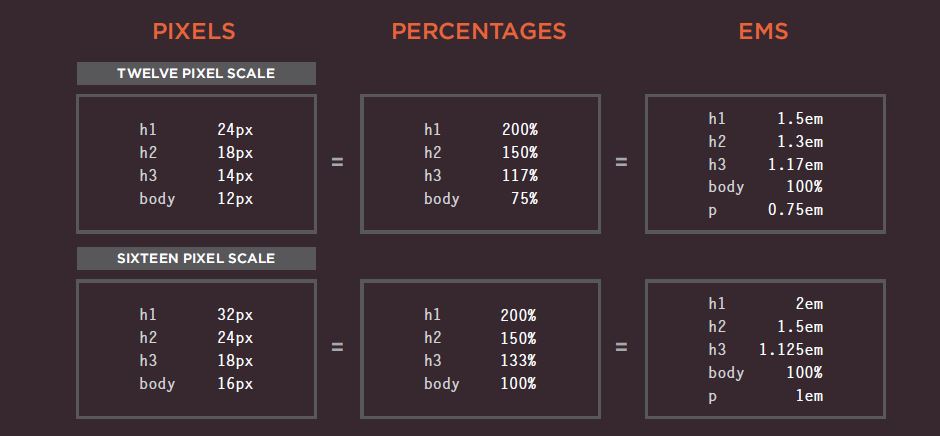 PIXELS PERCENTAGES EMS
TWELVE PIXEL SCALE
h1 24px
h2 18px
h3 14px
body 12px
=
h1 200%
h2 150%
h3 117%
body 75%
=
h1 1.5em
h2 1.3em
h3 1.17em
body 100%
p 0.75em
SIXTEEN PIXEL SCALE
h1 32px
h2 24px
h3 18px
body 16px
=
h1 200%
h2 150%
h3 133%
body 100%
=
h1 2em
h2 1.5em
h3 1.125em
body 100%
p 1em